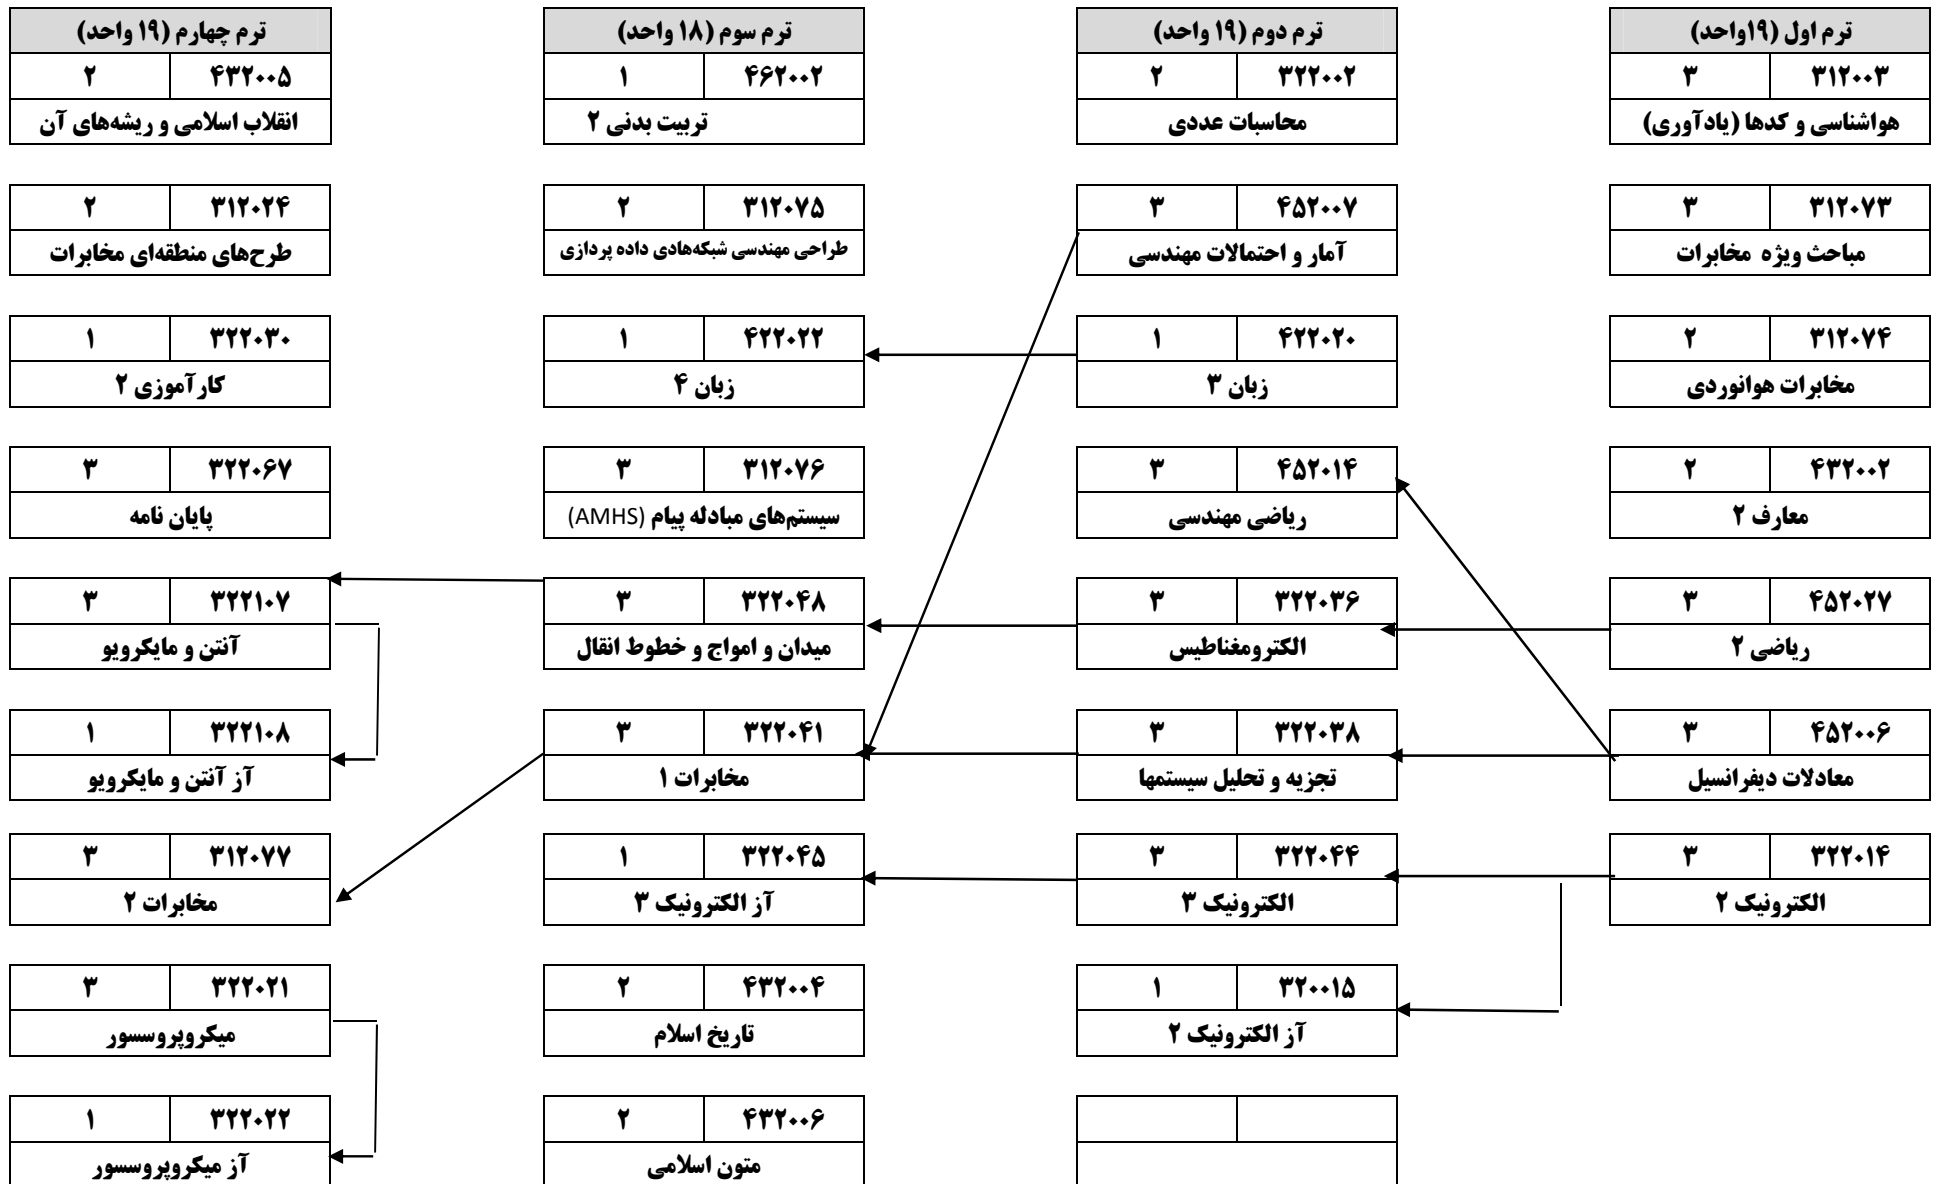 ترم اول (۱۹واحد)
۳۱۲۰۰۳ ۳
هواشناسی و کدها (یادآوری)
۳۱۲۰۷۳ ۳
مباحث ویژه مخابرات
۳۱۲۰۷۴ ۲
مخابرات هوانوردی
۴۳۲۰۰۲ ۲
معارف ۲
۴۵۲۰۲۷ ۳
ریاضی ۲
۴۵۲۰۰۶ ۳
معادلات دیفرانسیل
۳۲۲۰۱۴ ۳
الکترونیک ۲
ترم دوم (۱۹ واحد)
۳۲۲۰۰۲ ۲
محاسبات عددی
۴۵۲۰۰۷ ۳
آمار و احتمالات مهندسی
۴۲۲۰۲۰ ۱
زبان ۳
۴۵۲۰۱۴ ۳
ریاضی مهندسی
۳۲۲۰۳۶ ۳
الکترومغناطیس
۳۲۲۰۳۸ ۳
تجزیه و تحلیل سیستمها
۳۲۲۰۴۴ ۳
الکترونیک ۳
۳۲۰۰۱۵ ۱
آز الکترونیک ۲
ترم سوم (۱۸ واحد)
۴۶۲۰۰۲ ۱
تربیت بدنی ۲
۳۱۲۰۷۵ ۲
طراحی مهندسی شبکه‌هادی داده پردازی
۴۲۲۰۲۲ ۱
زبان ۴
۳۱۲۰۷۶ ۳
سیستم‌های مبادله پیام (AMHS)
۳۲۲۰۴۸ ۳
میدان و امواج و خطوط انقال
۳۲۲۰۴۱ ۳
مخابرات ۱
۳۲۲۰۴۵ ۱
آز الکترونیک ۳
۴۳۲۰۰۴ ۲
تاریخ اسلام
۴۳۲۰۰۶ ۲
متون اسلامی
ترم چهارم (۱۹ واحد)
۴۳۲۰۰۵ ۲
انقلاب اسلامی و ریشه‌های آن
۳۱۲۰۲۴ ۲
طرح‌های منطقه‌ای مخابرات
۳۲۲۰۳۰ ۱
کارآموزی ۲
۳۲۲۰۶۷ ۳
پایان نامه
۳۲۲۱۰۷ ۳
آنتن و مایکرویو
۳۲۲۱۰۸ ۱
آز آنتن و مایکرویو
۳۱۲۰۷۷ ۳
مخابرات ۲
۳۲۲۰۲۱ ۳
میکروپروسسور
۳۲۲۰۲۲ ۱
آز میکروپروسسور